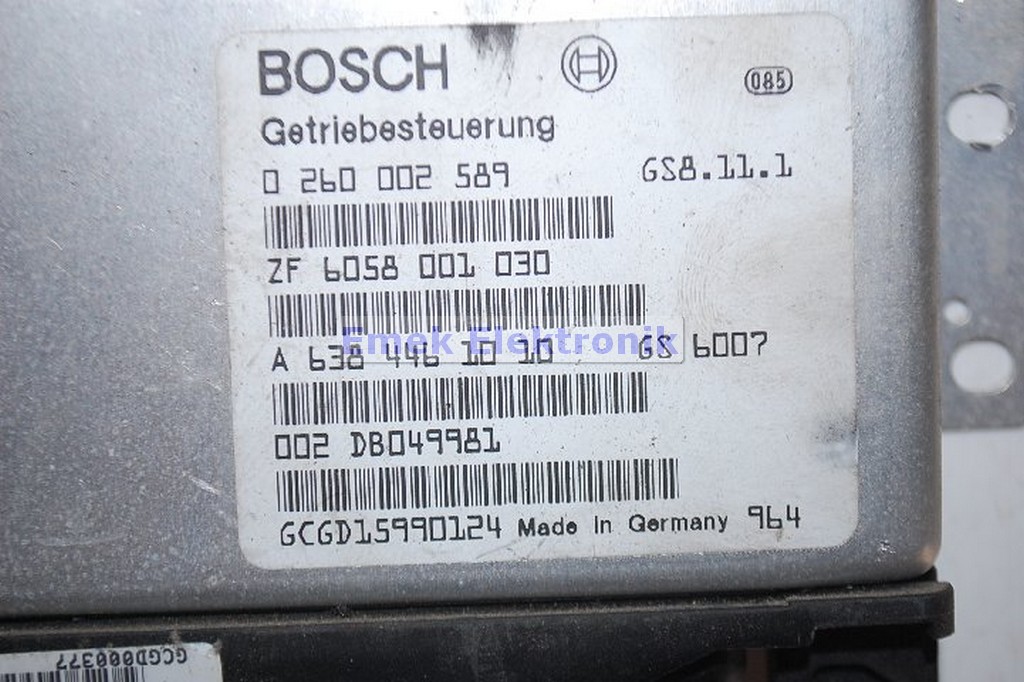 BOSCH
085
Getriebesteuerung
0 260 002 589 GS8.11.1
ZF 6058 001 030
Emek Elektronik
A 638 446 10 10 GS 6007
002 DB049981
GCGD15990124 Made in Germany 964
GCGD000377